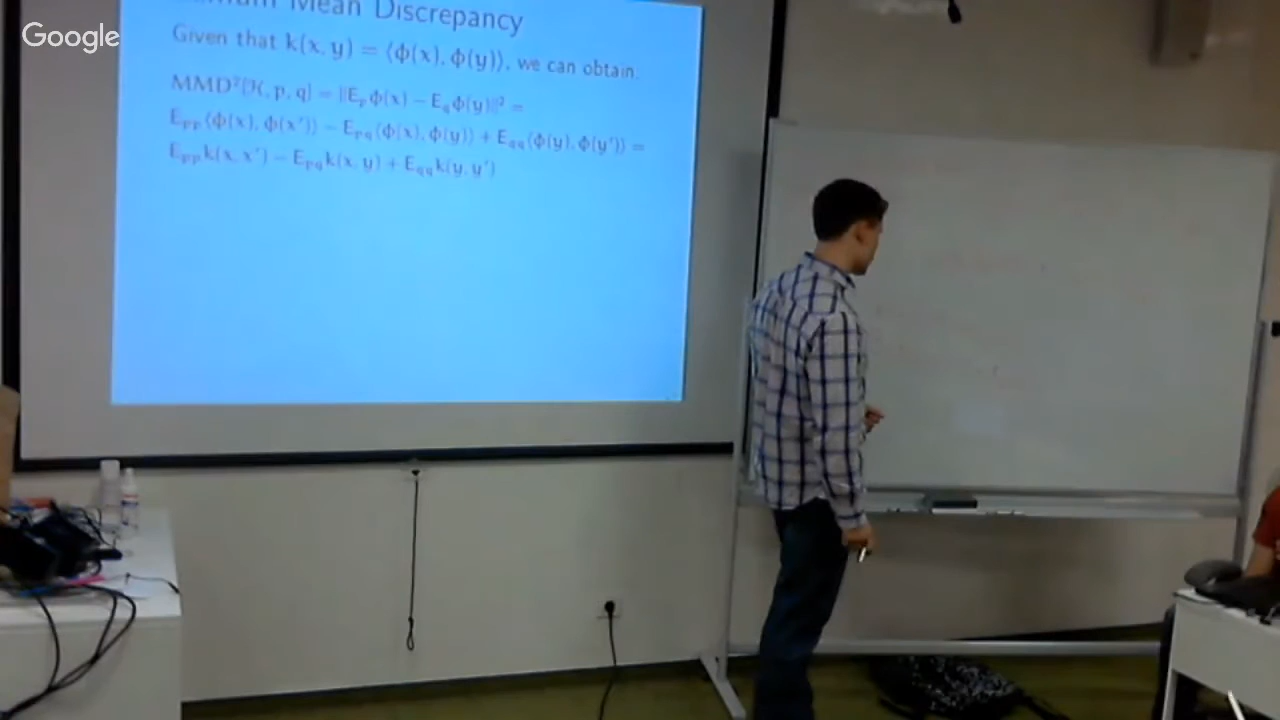 Google
Mean Discrepancy
Given that k(x, y) = ⟨ϕ(x), ϕ(y)⟩, we can obtain
MMD²[ℋ, p, q] = ‖E_p ϕ(x) − E_q ϕ(y)‖² =
E_pp⟨ϕ(x), ϕ(x′)⟩ − E_pq⟨ϕ(x), ϕ(y)⟩ + E_qq⟨ϕ(y), ϕ(y′)⟩ =
E_pp k(x, x′) − E_pq k(x, y) + E_qq k(y, y′)